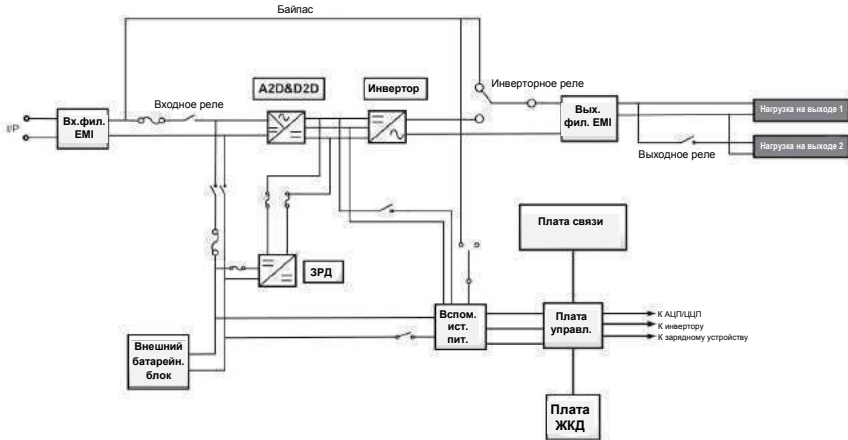 Байпас
A2D&D2D
Инвертор
Инверторное реле
Входное реле
I/P
Вх.фил.
EMI
Вых.
фил. EMI
Нагрузка на выходе 1
Нагрузка на выходе 2
Выходное реле
ЗРД
Плата связи
Вспом.
ист.
пит.
Плата
управл.
К АЦП/ЦЦП
К инвертору
К зарядному устройству
Внешний
батарейн.
блок
Плата
ЖКД